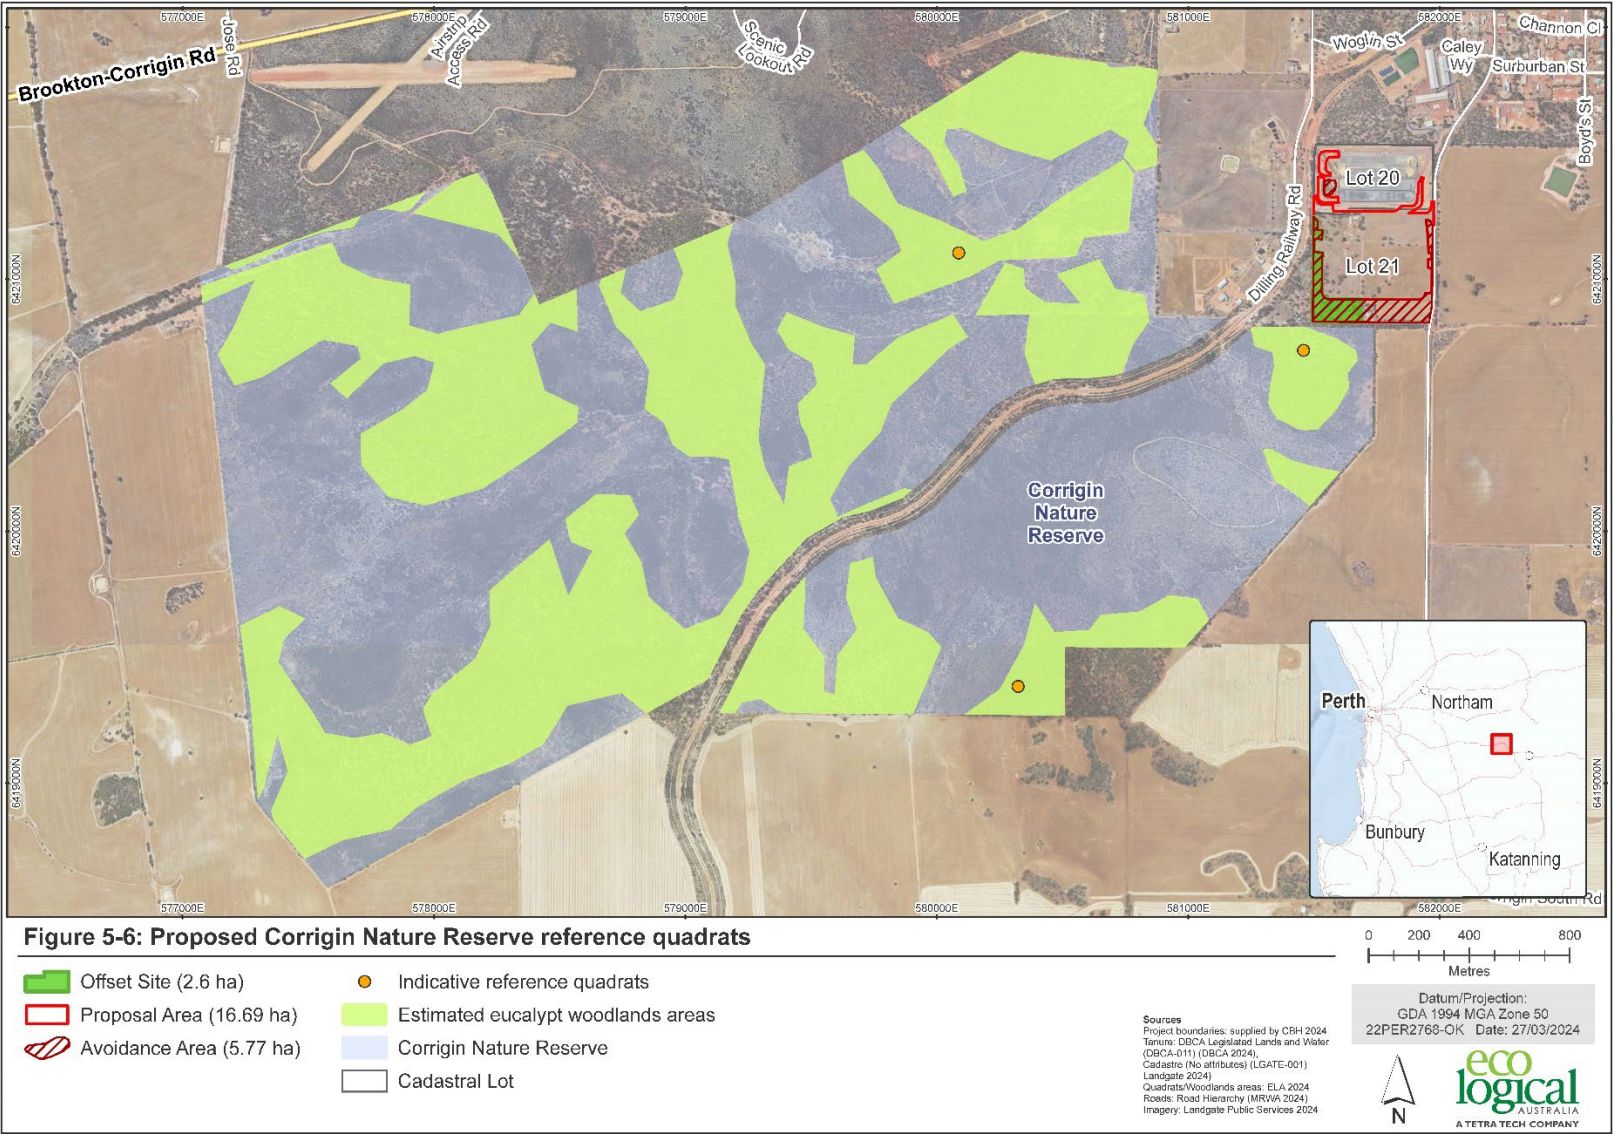 577000E
578000E
579000E
580000E
581000E
582000E
Brookton-Corrigin Rd
Jose Rd
Airstrip
Access Rd
Scenic
Lookout Rd
Woglin St
Caley
Wy
Channon Cl
Surburban St
Boyd's St
Lot 20
Dilling Railway Rd
Lot 21
6421000N
6421000N
Corrigin
Nature
Reserve
6420000N
6420000N
6419000N
6419000N
Perth
Northam
Bunbury
Katanning
South Rd
577000E
578000E
579000E
580000E
581000E
582000E
Figure 5-6: Proposed Corrigin Nature Reserve reference quadrats
Offset Site (2.6 ha)
Proposal Area (16.69 ha)
Avoidance Area (5.77 ha)
Indicative reference quadrats
Estimated eucalypt woodlands areas
Corrigin Nature Reserve
Cadastral Lot
Sources
Project boundaries: supplied by CBH 2024
Tenure: DBCA Legislated Lands and Water
(DBCA-011) (DBCA 2024),
Cadastre (No attributes) (LGATE-001)
Landgate 2024)
Quadrats/Woodlands areas: ELA 2024
Roads: Road Hierarchy (MRWA 2024)
Imagery: Landgate Public Services 2024
0 200 400 800
Metres
Datum/Projection:
GDA 1994 MGA Zone 50
22PER2768-OK Date: 27/03/2024
N
eco
logical
AUSTRALIA
A TETRA TECH COMPANY